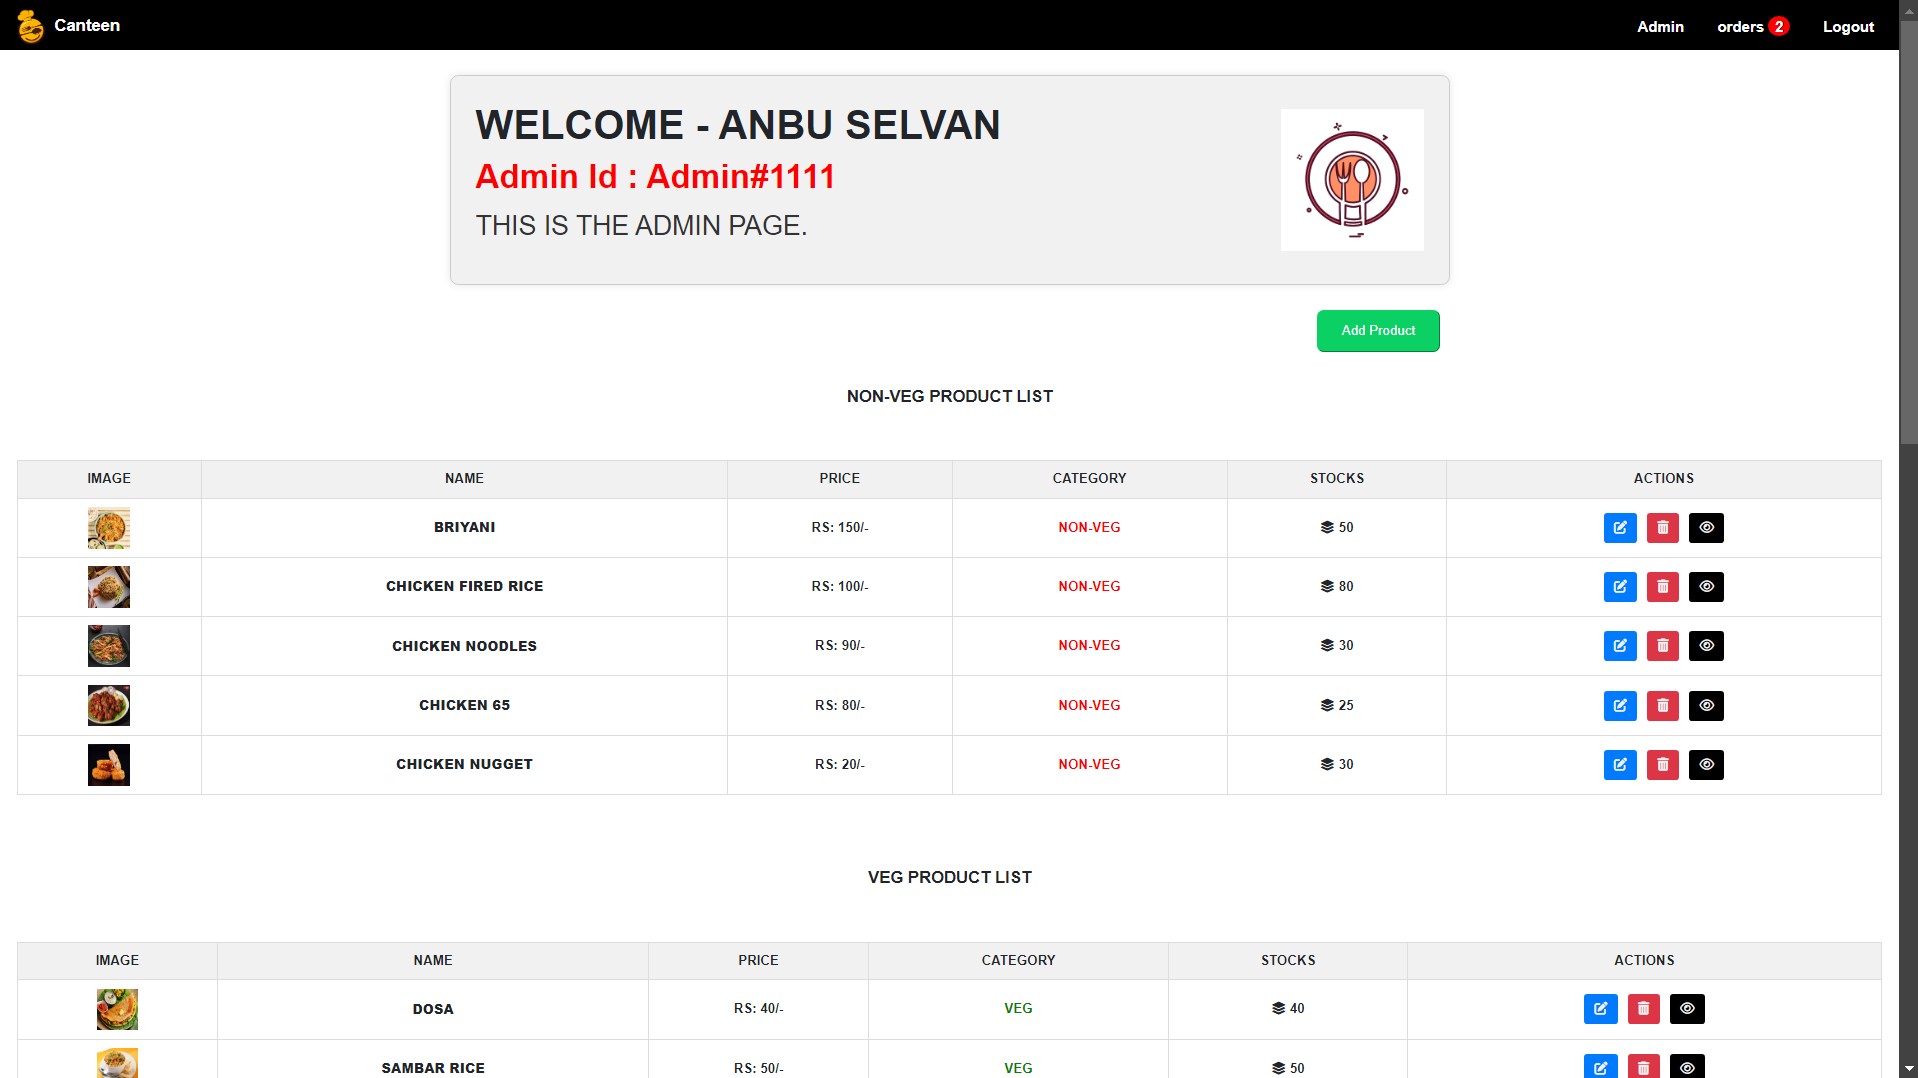 Canteen
Admin orders 2 Logout
WELCOME - ANBU SELVAN
Admin Id : Admin#1111
THIS IS THE ADMIN PAGE.
Add Product
NON-VEG PRODUCT LIST
IMAGE NAME PRICE CATEGORY STOCKS ACTIONS
BRIYANI RS: 150/- NON-VEG 50
CHICKEN FIRED RICE RS: 100/- NON-VEG 80
CHICKEN NOODLES RS: 90/- NON-VEG 30
CHICKEN 65 RS: 80/- NON-VEG 25
CHICKEN NUGGET RS: 20/- NON-VEG 30
VEG PRODUCT LIST
IMAGE NAME PRICE CATEGORY STOCKS ACTIONS
DOSA RS: 40/- VEG 40
SAMBAR RICE RS: 50/- VEG 50